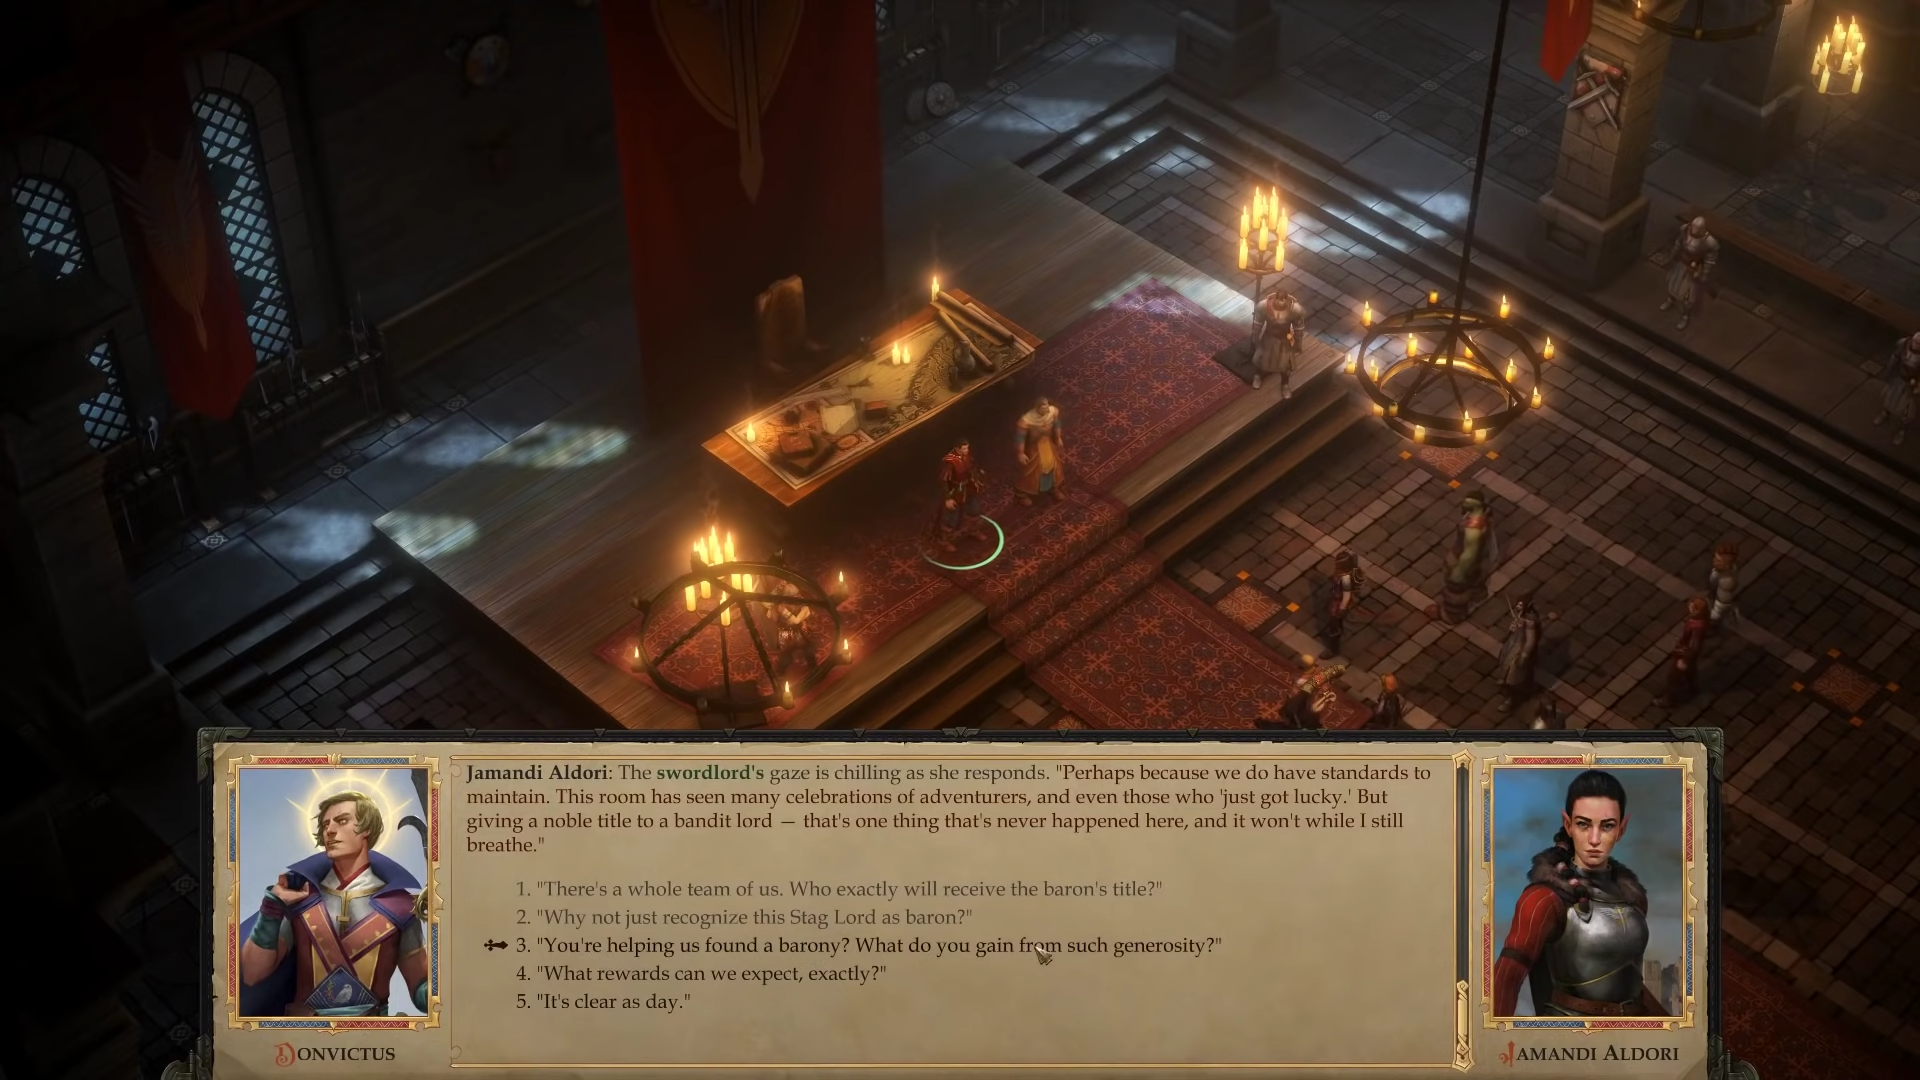 Jamandi Aldori: The swordlord's gaze is chilling as she responds. "Perhaps because we do have standards to
maintain. This room has seen many celebrations of adventurers, and even those who 'just got lucky.' But
giving a noble title to a bandit lord — that's one thing that's never happened here, and it won't while I still
breathe."
1. "There's a whole team of us. Who exactly will receive the baron's title?"
2. "Why not just recognize this Stag Lord as baron?"
3. "You're helping us found a barony? What do you gain from such generosity?"
4. "What rewards can we expect, exactly?"
5. "It's clear as day."
DONVICTUS
JAMANDI ALDORI